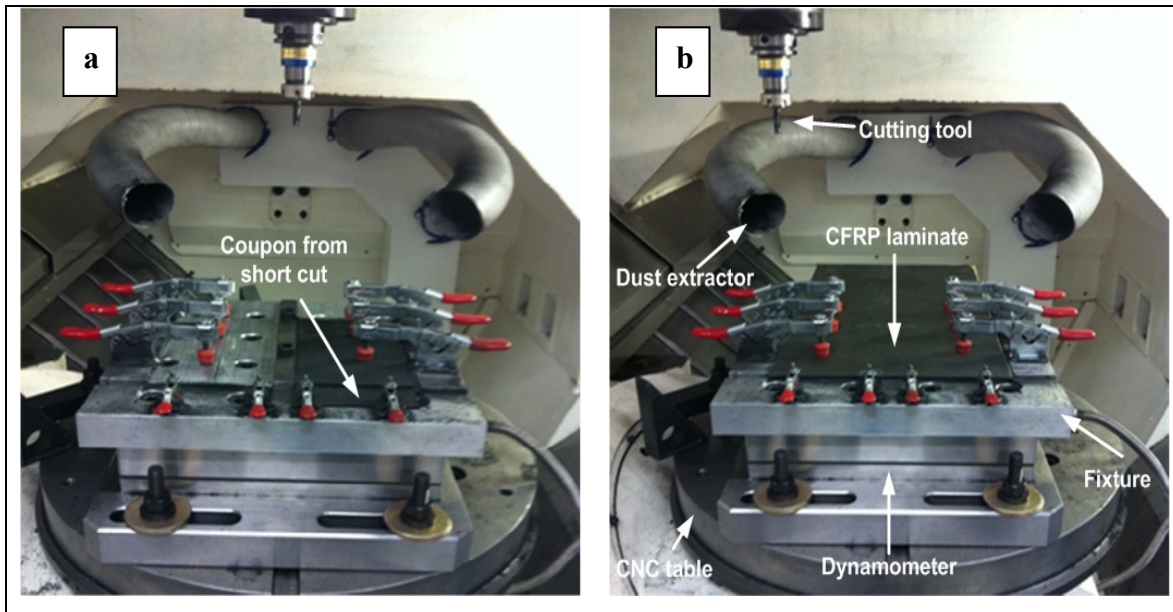 a
Coupon from
short cut
b
Cutting tool
CFRP laminate
Dust extractor
Fixture
CNC table
Dynamometer